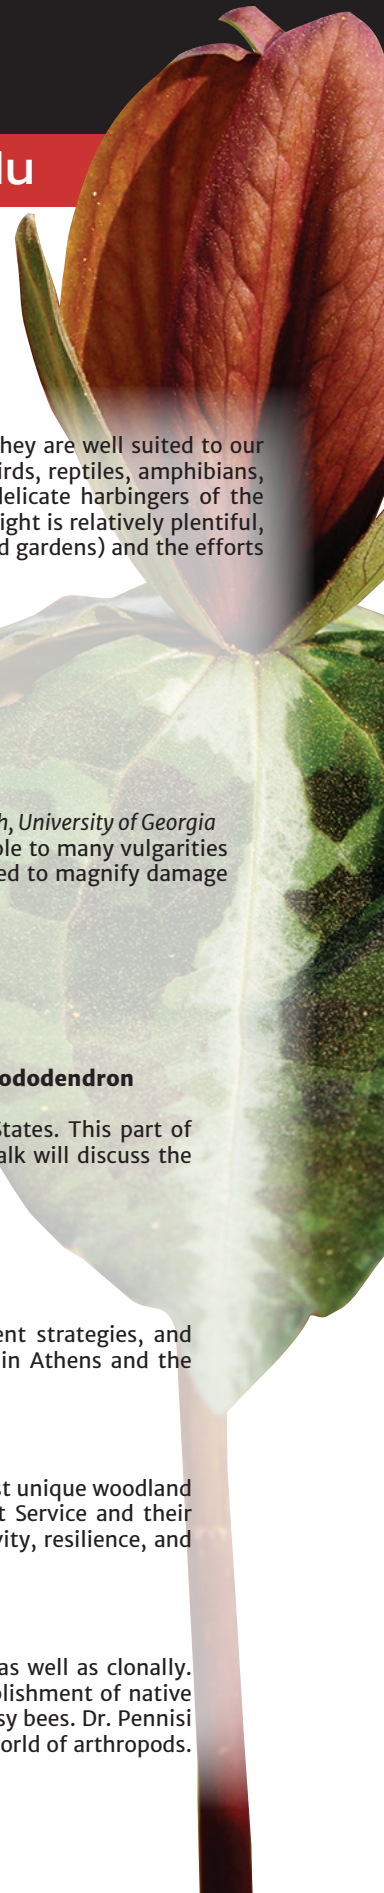 du
hey are well suited to our
irds, reptiles, amphibians,
delicate harbingers of the
ight is relatively plentiful,
d gardens) and the efforts
h, University of Georgia
ble to many vulgarities
ed to magnify damage
ododendron
States. This part of
alk will discuss the
ent strategies, and
in Athens and the
st unique woodland
t Service and their
vity, resilience, and
as well as clonally.
blishment of native
sy bees. Dr. Pennisi
vorld of arthropods.